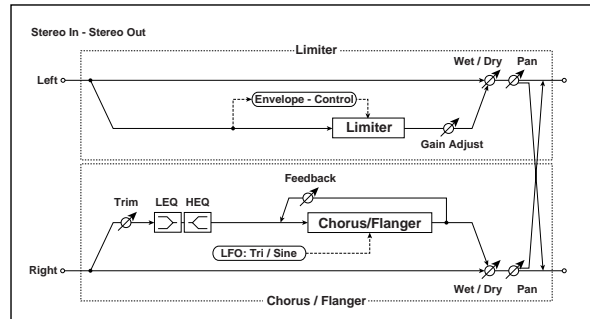 Stereo In - Stereo Out
Limiter
Wet / Dry
Pan
Left
Envelope - Control
Limiter
Gain Adjust
Feedback
Trim
LEQ
HEQ
Chorus/Flanger
LFO: Tri / Sine
Right
Wet / Dry
Pan
Chorus / Flanger